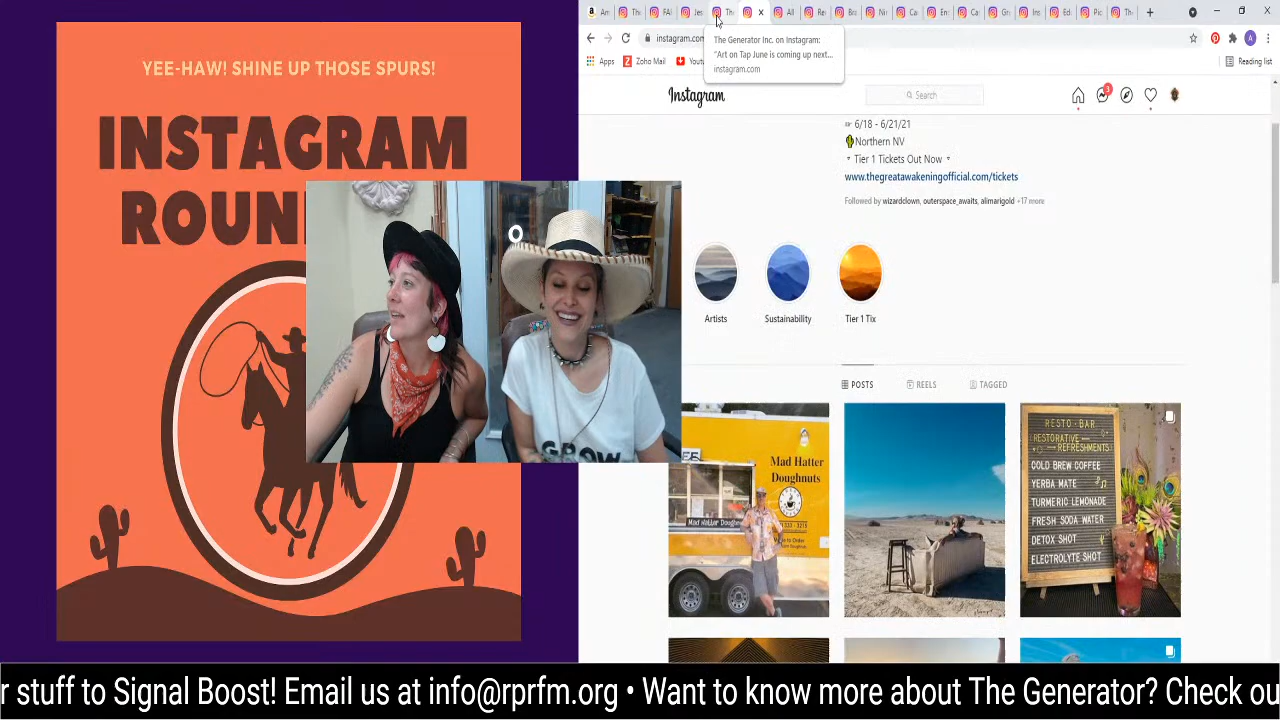 YEE-HAW! SHINE UP THOSE SPURS!
INSTAGRAM
ROUN
GROW
The Generator Inc. on Instagram:
"Art on Tap June is coming up next...
instagram.com
instagram.com
Apps
Zoho Mail
Reading list
Instagram
Search
3
6/18 - 6/21/21
Northern NV
Tier 1 Tickets Out Now
www.thegreatawakeningofficial.com/tickets
Followed by wizardclown, outerspace_awaits, alimarigold +17 more
Artists
Sustainability
Tier 1 Tix
POSTS
REELS
TAGGED
Mad Hatter
Doughnuts
Mad Hatter
RESTO·BAR
RESTORATIVE
REFRESHMENTS
COLD BREW COFFEE
YERBA MATE
TURMERIC LEMONADE
FRESH SODA WATER
DETOX SHOT
ELECTROLYTE SHOT
r stuff to Signal Boost! Email us at info@rprfm.org • Want to know more about The Generator? Check ou